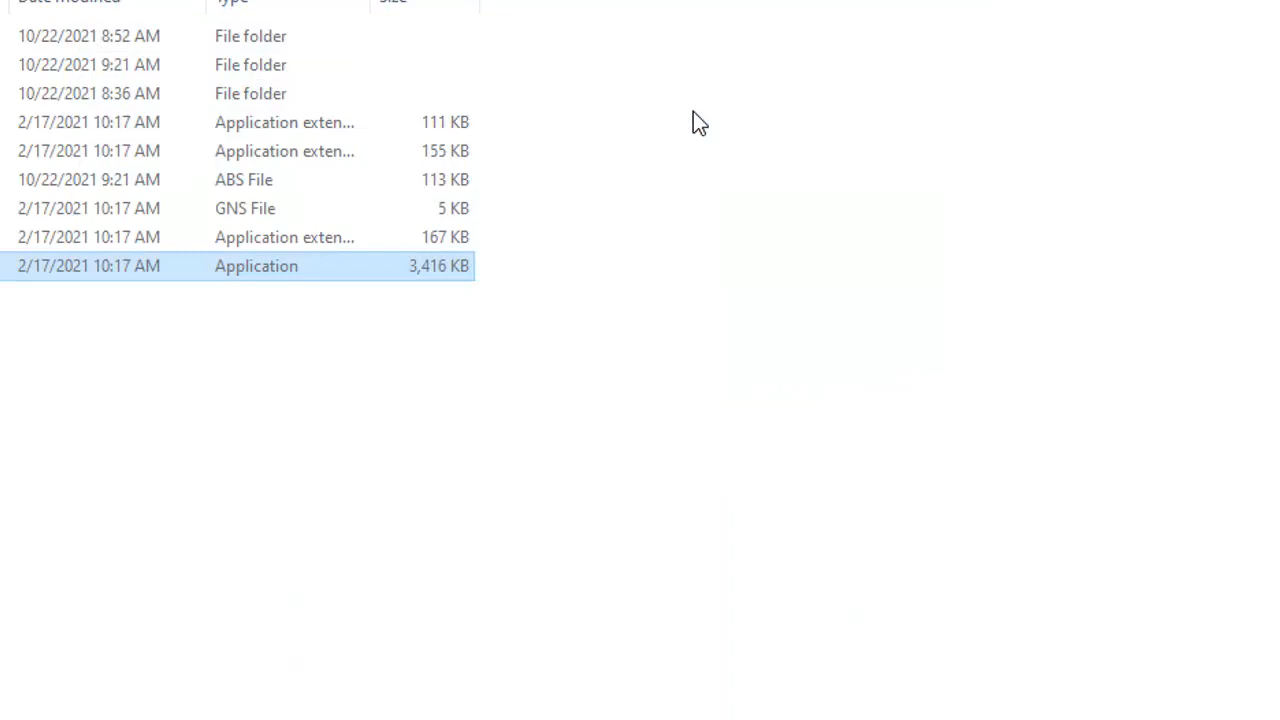 Date modified Type Size
10/22/2021 8:52 AM File folder
10/22/2021 9:21 AM File folder
10/22/2021 8:36 AM File folder
2/17/2021 10:17 AM Application exten... 111 KB
2/17/2021 10:17 AM Application exten... 155 KB
10/22/2021 9:21 AM ABS File 113 KB
2/17/2021 10:17 AM GNS File 5 KB
2/17/2021 10:17 AM Application exten... 167 KB
2/17/2021 10:17 AM Application 3,416 KB